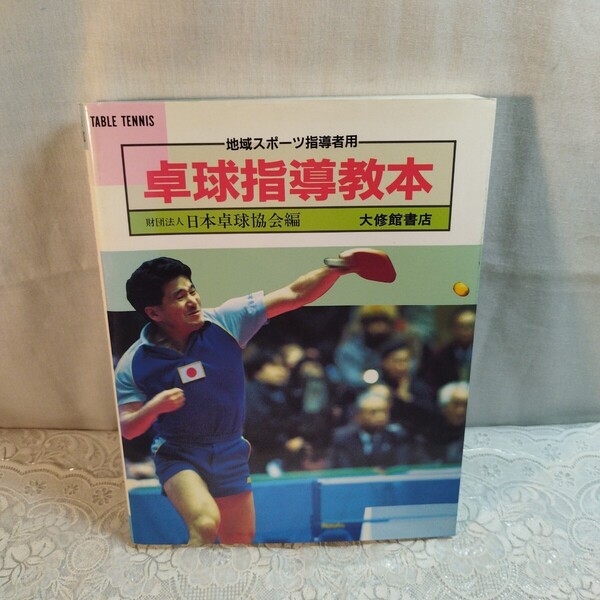 TABLE TENNIS
地域スポーツ指導者用
卓球指導教本
財団法人 日本卓球協会編 大修館書店